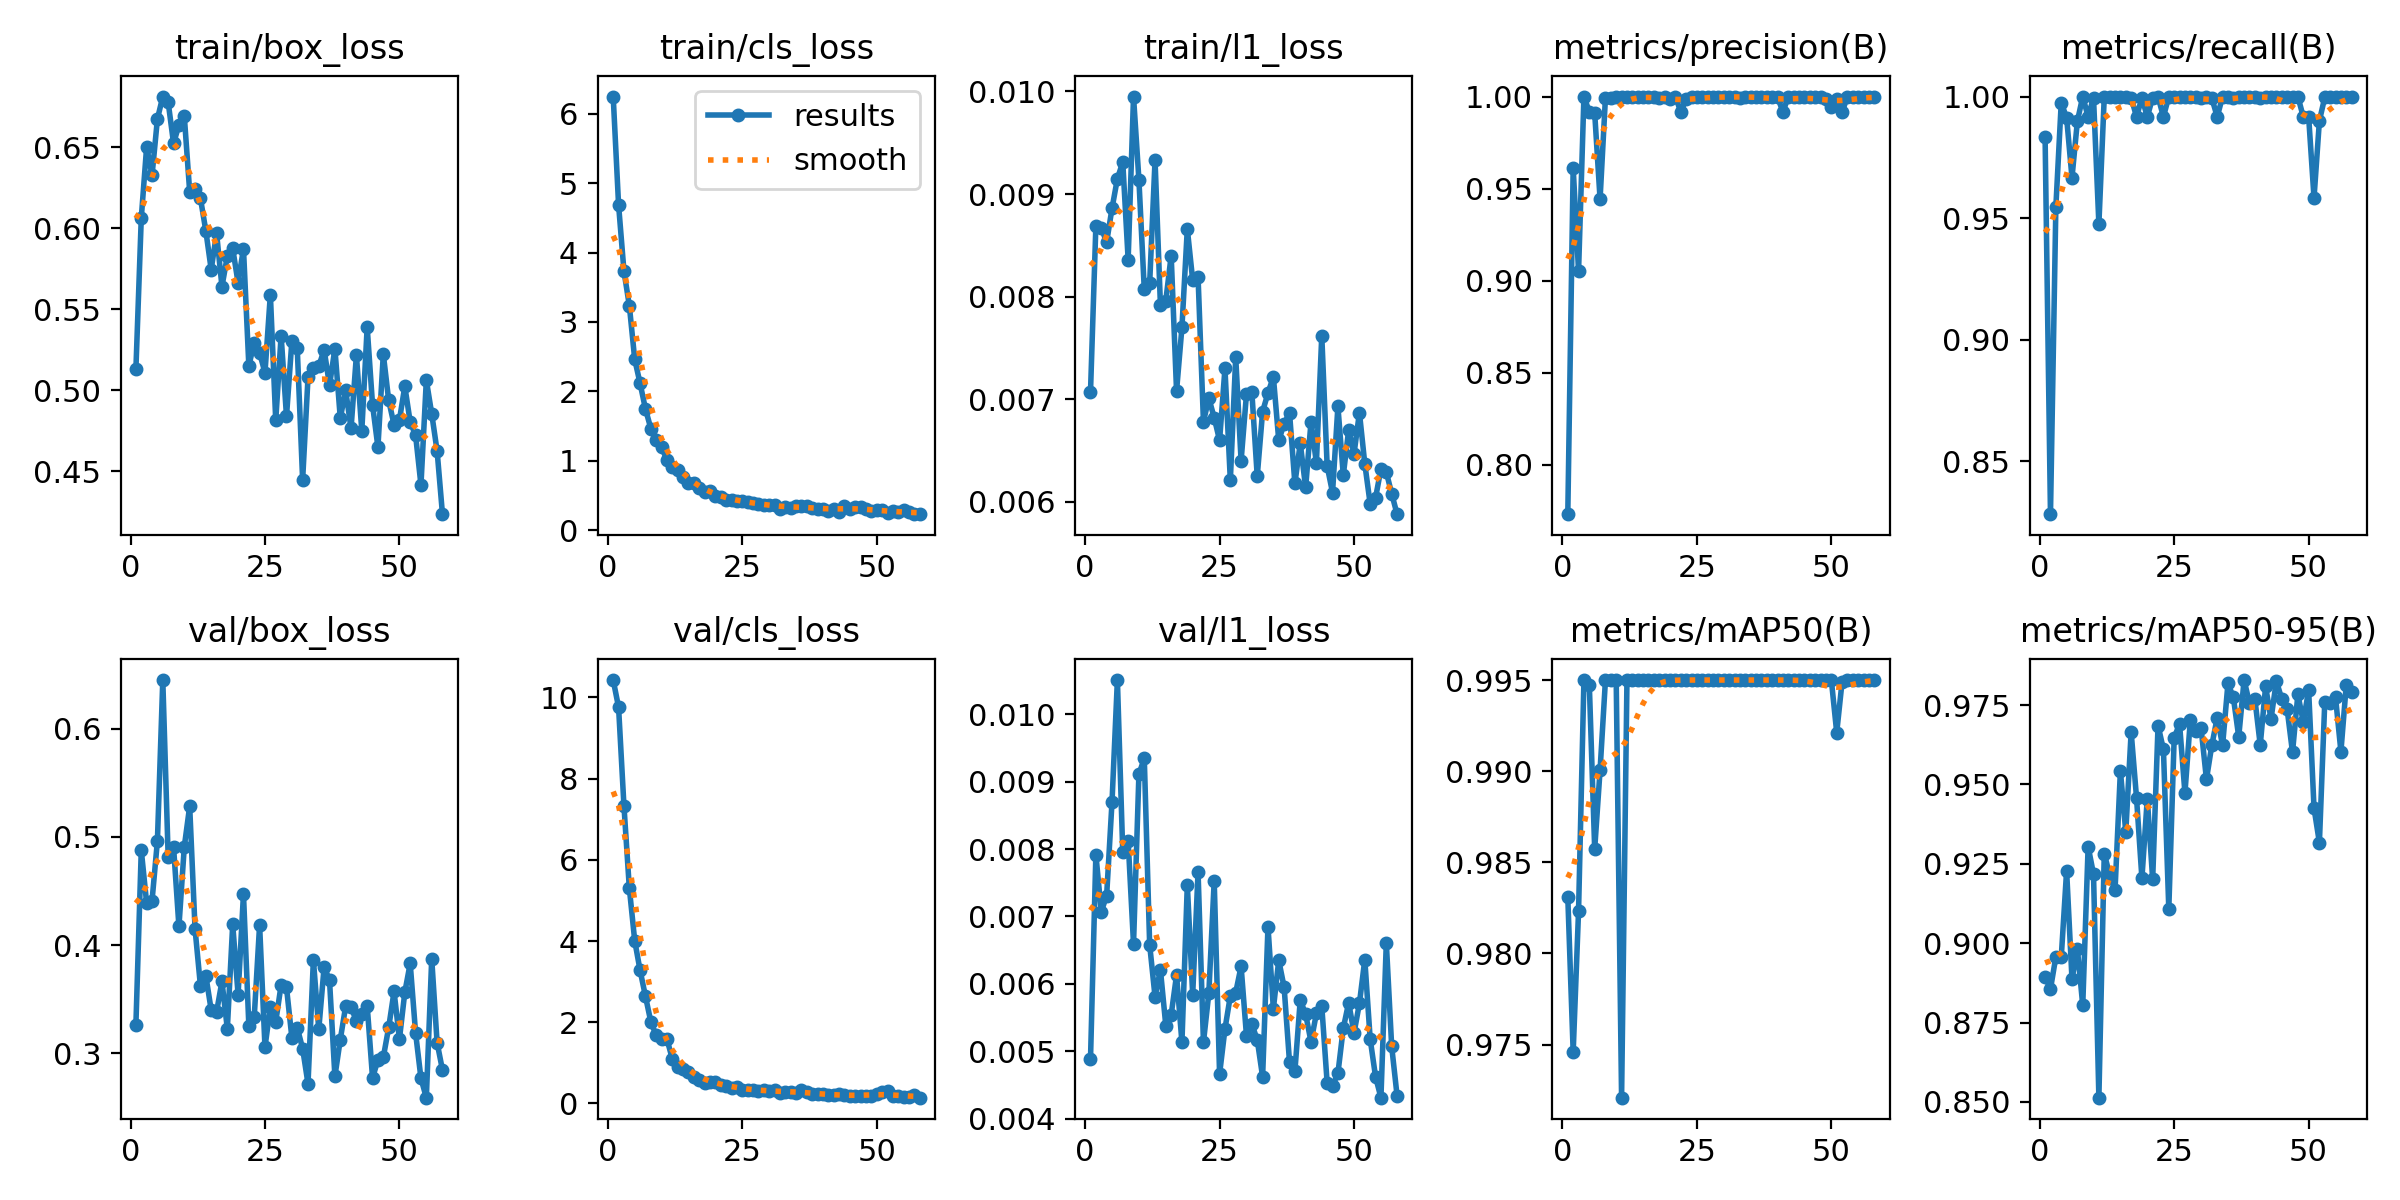 train/box_loss
0.65
0.60
0.55
0.50
0.45
0 25 50
train/cls_loss
results
smooth
6
5
4
3
2
1
0
0 25 50
train/l1_loss
0.010
0.009
0.008
0.007
0.006
0 25 50
metrics/precision(B)
1.00
0.95
0.90
0.85
0.80
0 25 50
metrics/recall(B)
1.00
0.95
0.90
0.85
0 25 50
val/box_loss
0.6
0.5
0.4
0.3
0 25 50
val/cls_loss
10
8
6
4
2
0
0 25 50
val/l1_loss
0.010
0.009
0.008
0.007
0.006
0.005
0.004
0 25 50
metrics/mAP50(B)
0.995
0.990
0.985
0.980
0.975
0 25 50
metrics/mAP50-95(B)
0.975
0.950
0.925
0.900
0.875
0.850
0 25 50